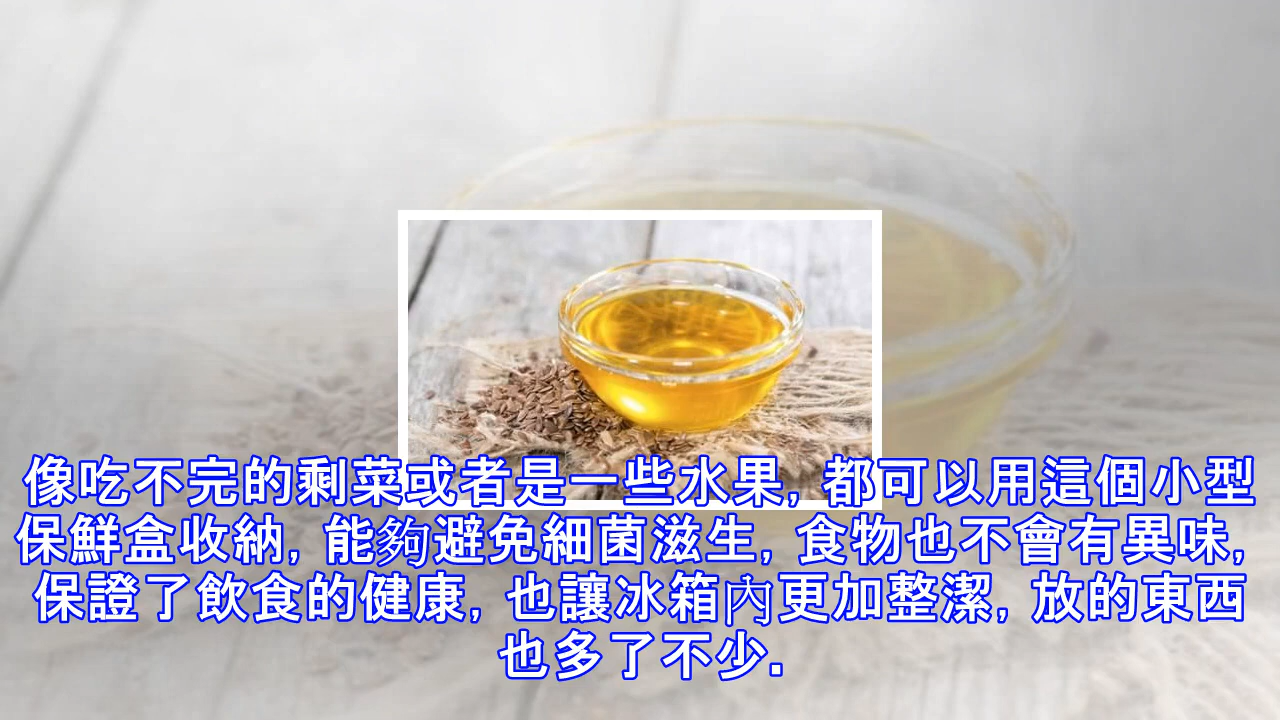 像吃不完的剩菜或者是一些水果, 都可以用這個小型
保鮮盒收納, 能夠避免細菌滋生, 食物也不會有異味,
保證了飲食的健康, 也讓冰箱內更加整潔, 放的東西
也多了不少.